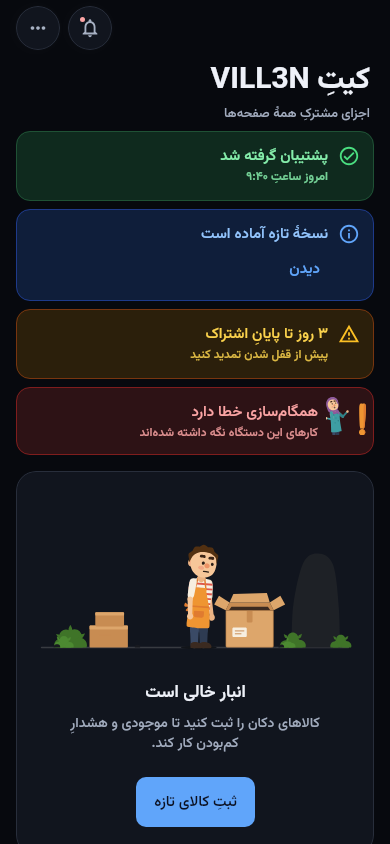 کیتِ VILL3N
اجزای مشترکِ همهٔ صفحه‌ها
پشتیبان گرفته شد
امروز ساعتِ ۹:۴۰
نسخهٔ تازه آماده است
دیدن
۳ روز تا پایانِ اشتراک
پیش از قفل شدن تمدید کنید
همگام‌سازی خطا دارد
کارهای این دستگاه نگه داشته شده‌اند
انبار خالی است
کالاهای دکان را ثبت کنید تا موجودی و هشدارِ
کم‌بودن کار کند.
ثبتِ کالای تازه